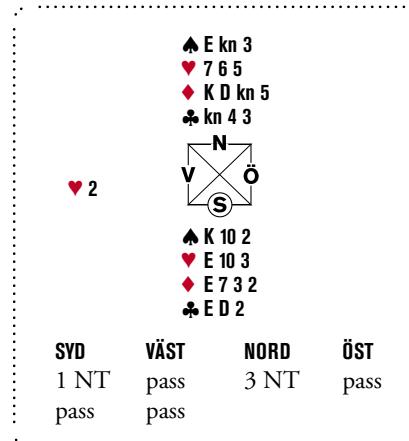 ♠ E kn 3
♥ 7 6 5
♦ K D kn 5
♣ kn 4 3
N
♥ 2
V Ö
S
♠ K 10 2
♥ E 10 3
♦ E 7 3 2
♣ E D 2
SYD VÄST NORD ÖST
1 NT pass 3 NT pass
pass pass